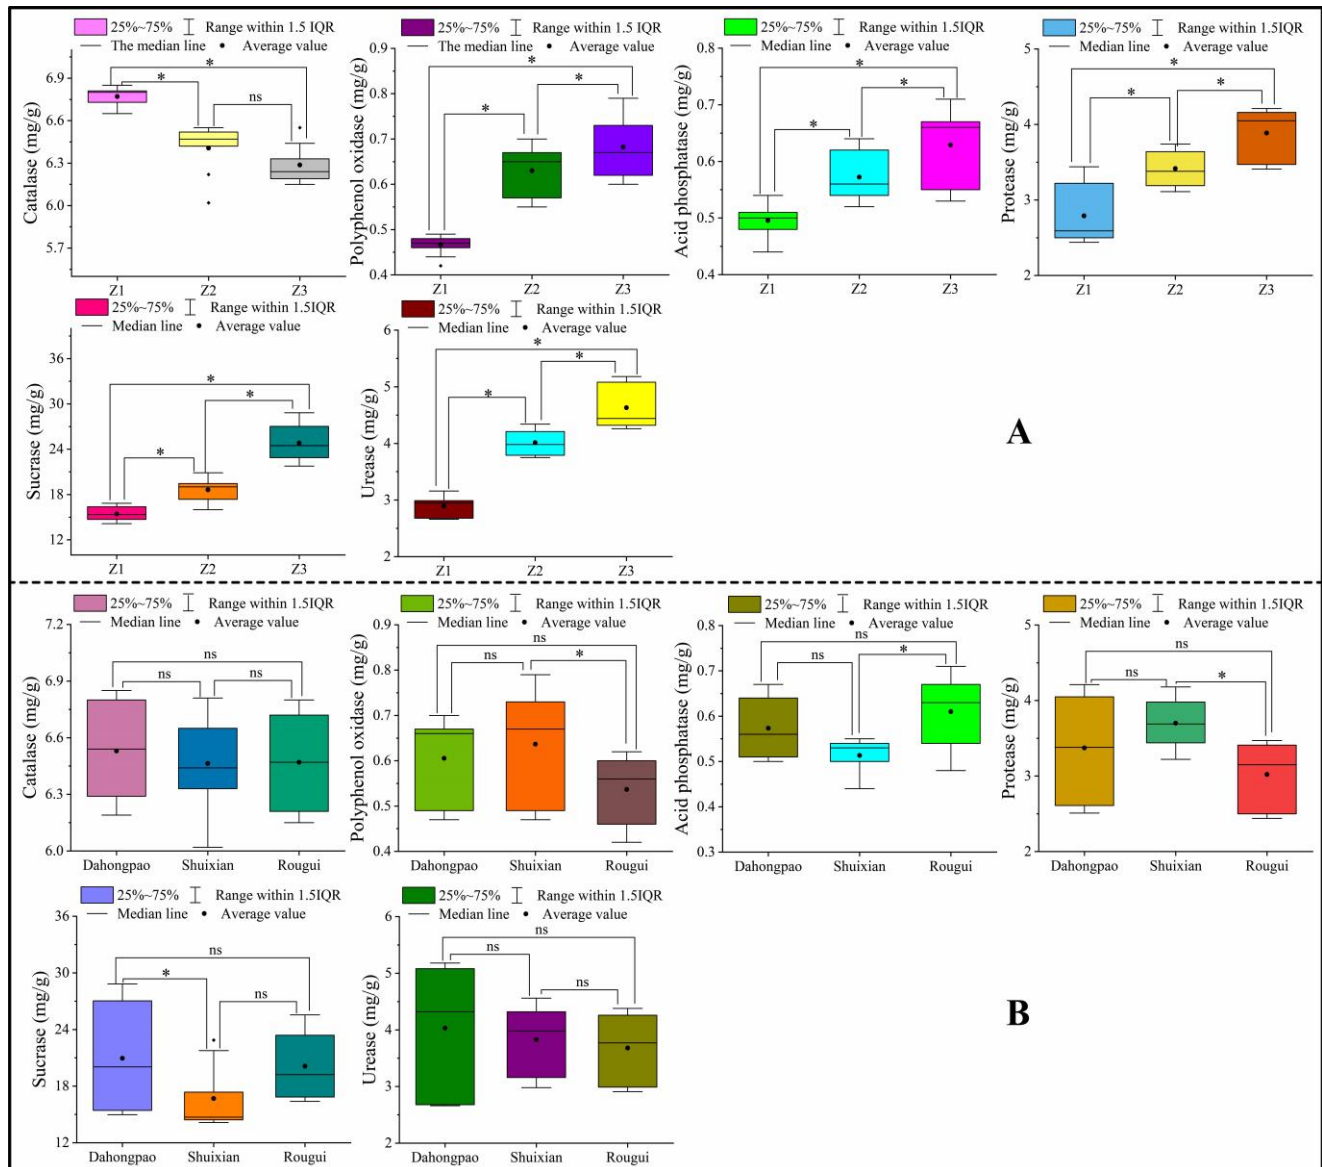 25%~75% Range within 1.5 IQR
The median line Average value
Catalase (mg/g)
6.9
6.6
6.3
6.0
5.7
* * ns
Z1 Z2 Z3
25%~75% Range within 1.5 IQR
The median line Average value
Polyphenol oxidase (mg/g)
0.9
0.8
0.7
0.6
0.5
0.4
* * *
Z1 Z2 Z3
25%~75% Range within 1.5IQR
Median line Average value
Acid phosphatase (mg/g)
0.8
0.7
0.6
0.5
0.4
* * *
Z1 Z2 Z3
25%~75% Range within 1.5IQR
Median line Average value
Protease (mg/g)
5
4
3
2
* * *
Z1 Z2 Z3
25%~75% Range within 1.5IQR
Median line Average value
Sucrase (mg/g)
36
30
24
18
12
* * *
Z1 Z2 Z3
25%~75% Range within 1.5IQR
Median line Average value
Urease (mg/g)
6
5
4
3
2
* * *
Z1 Z2 Z3
A
25%~75% Range within 1.5IQR
Median line Average value
Catalase (mg/g)
7.2
6.9
6.6
6.3
6.0
ns ns ns
Dahongpao Shuixian Rougui
25%~75% Range within 1.5IQR
Median line Average value
Polyphenol oxidase (mg/g)
0.9
0.8
0.7
0.6
0.5
0.4
ns ns *
Dahongpao Shuixian Rougui
25%~75% Range within 1.5IQR
Median line Average value
Acid phosphatase (mg/g)
0.8
0.7
0.6
0.5
0.4
0.3
ns ns *
Dahongpao Shuixian Rougui
25%~75% Range within 1.5IQR
Median line Average value
Protease (mg/g)
5
4
3
2
ns ns *
Dahongpao Shuixian Rougui
25%~75% Range within 1.5IQR
Median line Average value
Sucrase (mg/g)
36
30
24
18
12
ns * ns
Dahongpao Shuixian Rougui
25%~75% Range within 1.5IQR
Median line Average value
Urease (mg/g)
6
5
4
3
2
ns ns ns
Dahongpao Shuixian Rougui
B